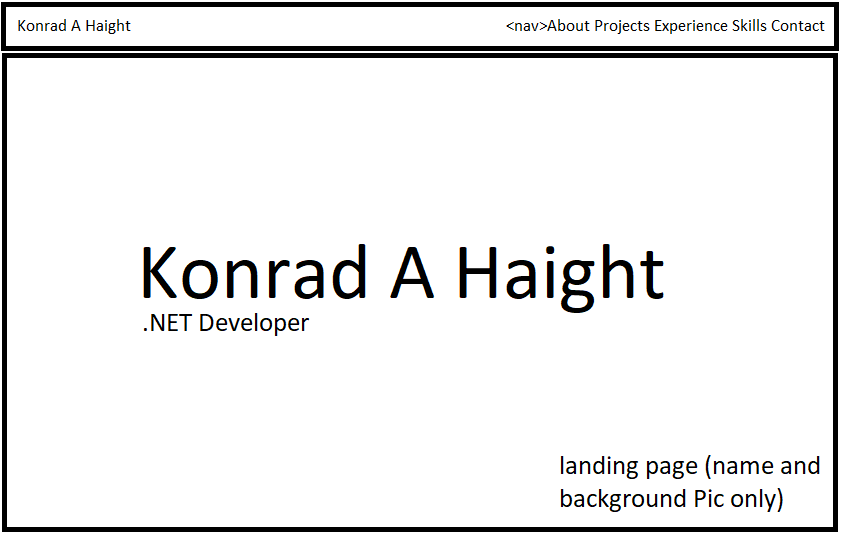 Konrad A Haight
<nav>About Projects Experience Skills Contact
Konrad A Haight
.NET Developer
landing page (name and
background Pic only)